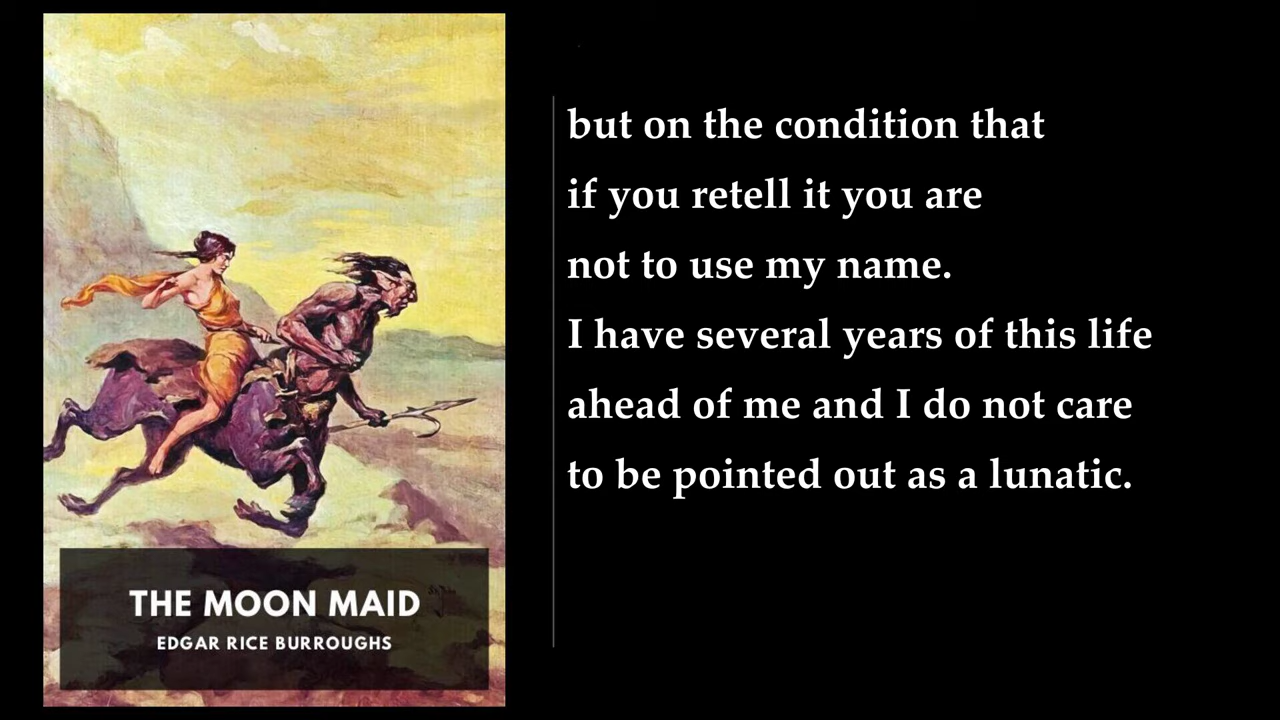 but on the condition that
if you retell it you are
not to use my name.
I have several years of this life
ahead of me and I do not care
to be pointed out as a lunatic.
THE MOON MAID
EDGAR RICE BURROUGHS